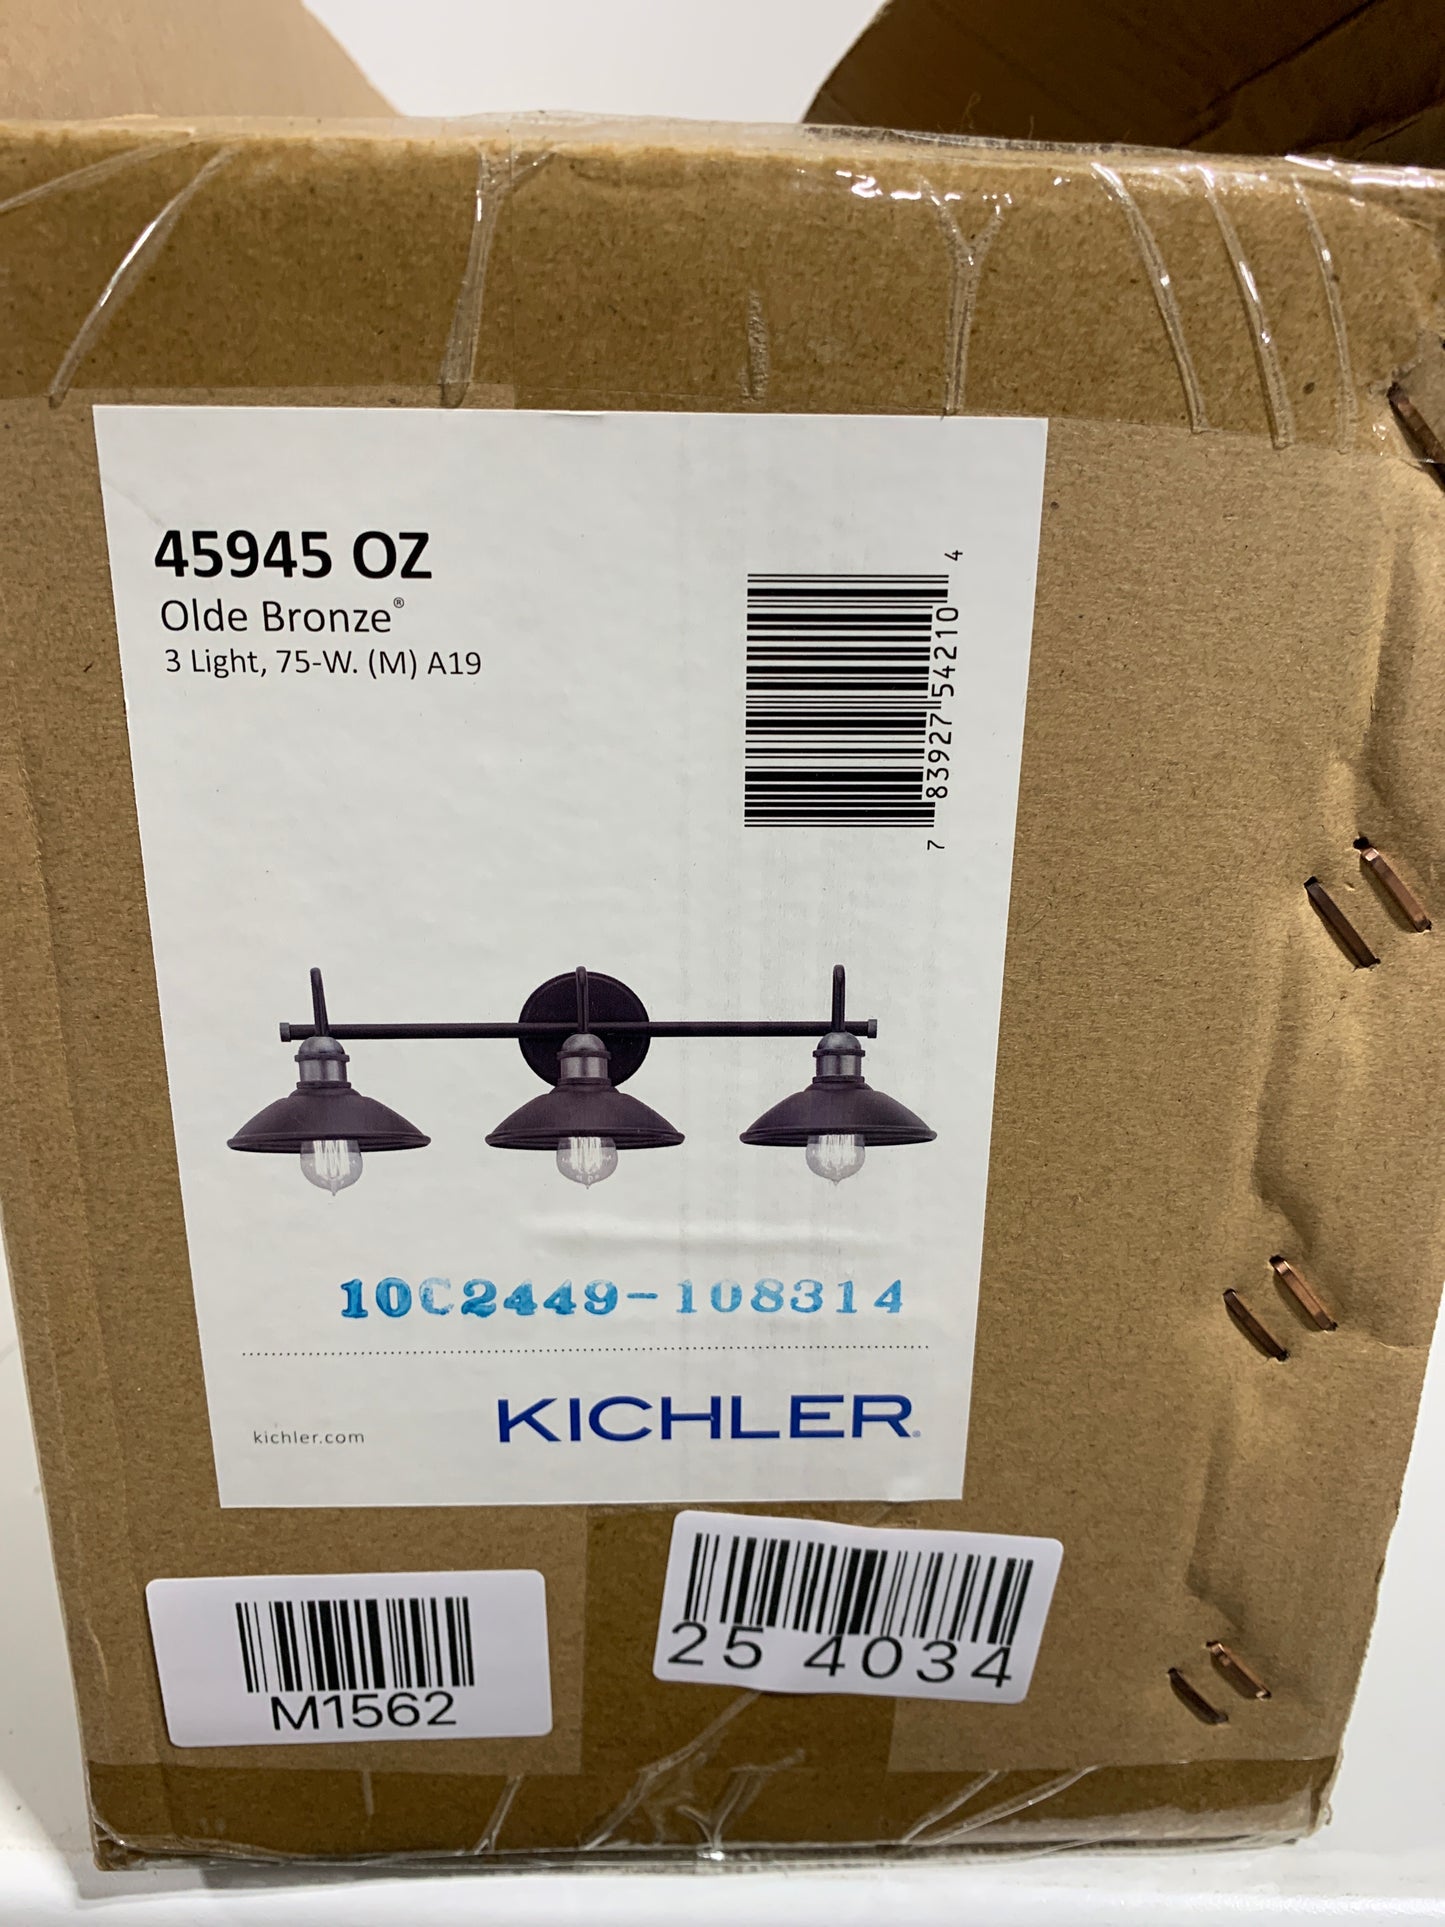 45945 OZ
Olde Bronze®
3 Light, 75-W. (M) A19
7 83927 54210 4
10C2449-108314
kichler.com
KICHLER®
M1562
25 4034